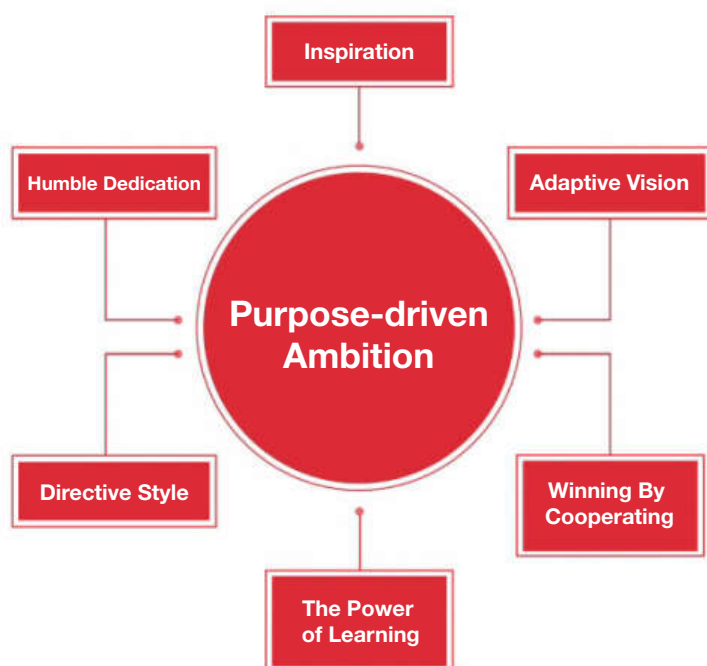 Inspiration
Humble Dedication
Adaptive Vision
Purpose-driven
Ambition
Directive Style
Winning By
Cooperating
The Power
of Learning